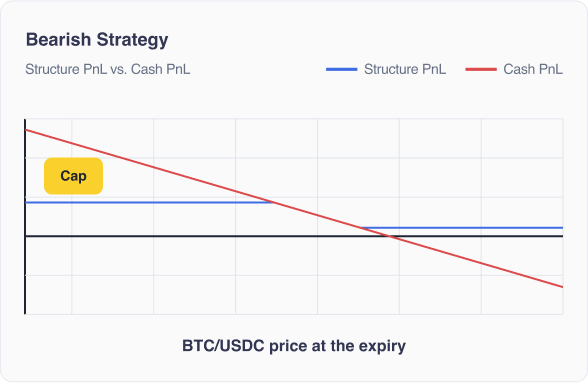 Bearish Strategy
Structure PnL vs. Cash PnL
Structure PnL
Cash PnL
Cap
BTC/USDC price at the expiry